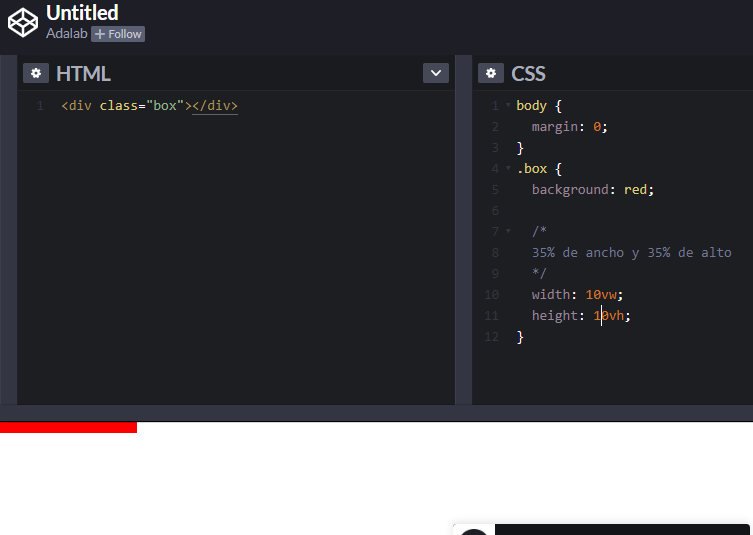 Untitled
Adalab + Follow
HTML
1 <div class="box"></div>
CSS
1 body {
2 margin: 0;
3 }
4 .box {
5 background: red;
6
7 /*
8 35% de ancho y 35% de alto
9 */
10 width: 10vw;
11 height: 10vh;
12 }